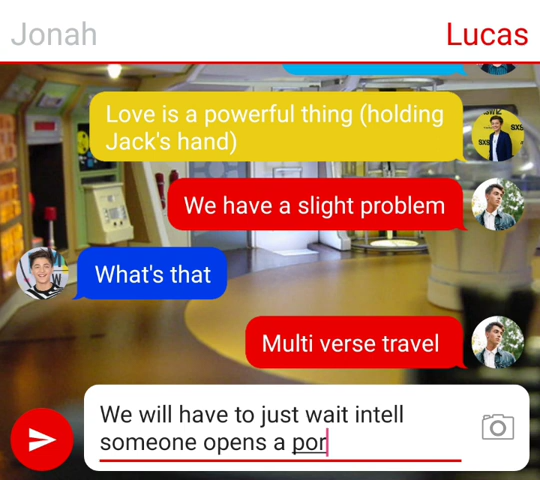 Jonah
Lucas
Love is a powerful thing (holding
Jack's hand)
We have a slight problem
What's that
Multi verse travel
We will have to just wait intell
someone opens a por